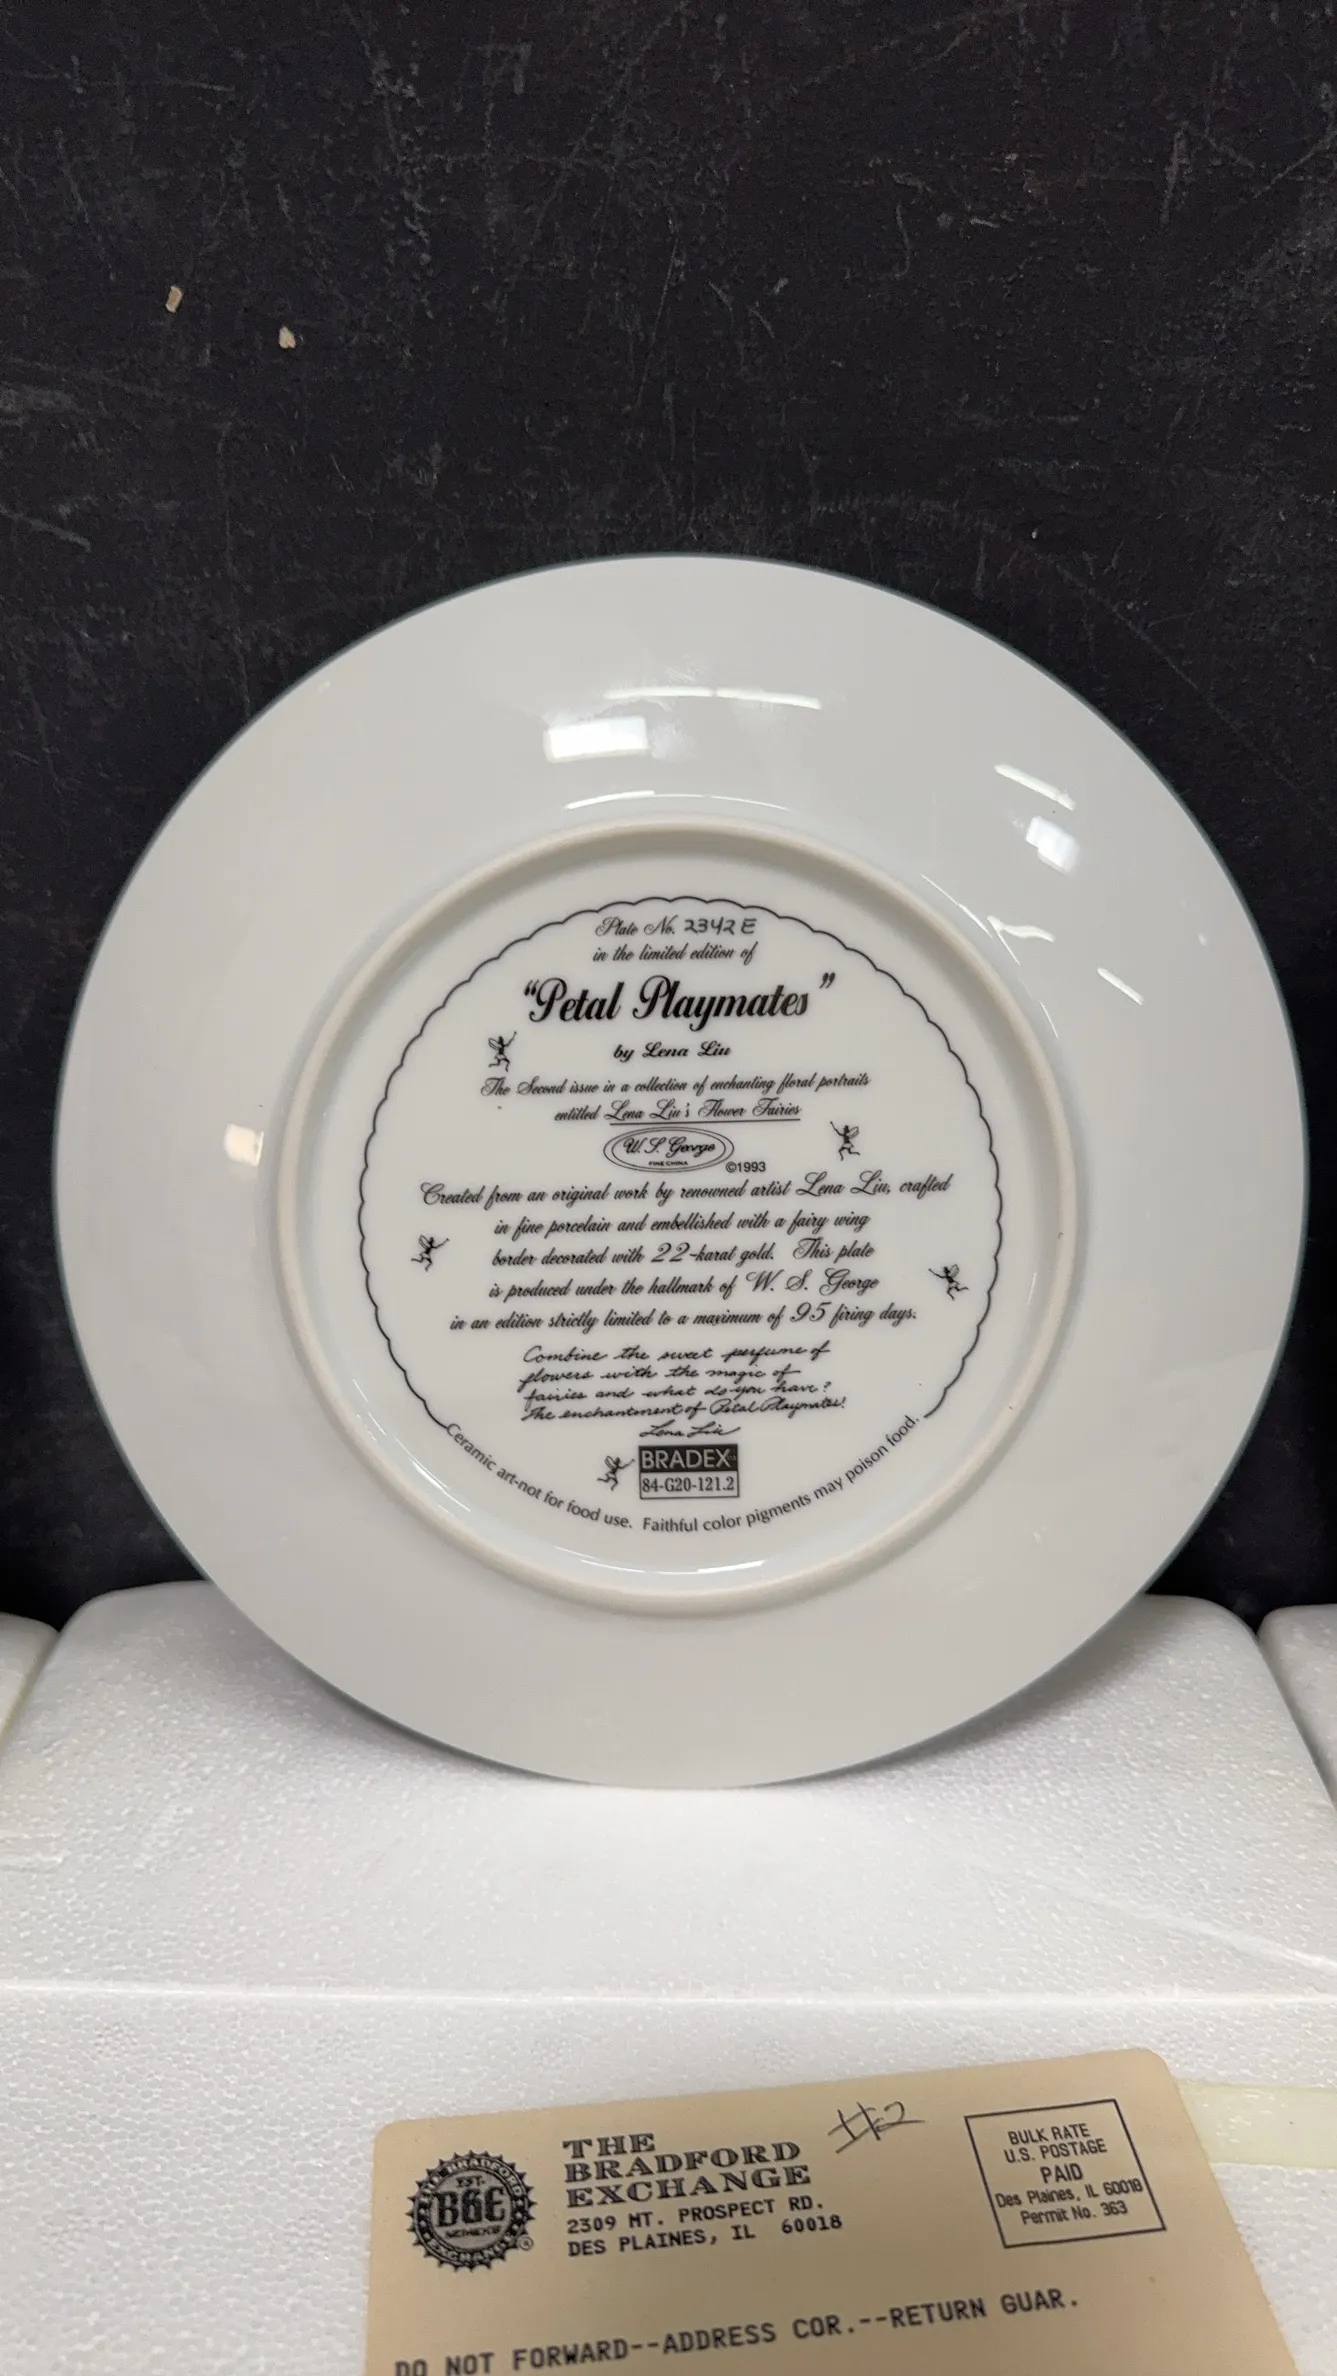 Plate No. 2342 E
in the limited edition of
"Petal Playmates"
by Lena Liu
The Second issue in a collection of enchanting floral portraits
entitled Lena Liu's Flower Fairies
W. S. George
FINE CHINA
©1993
Created from an original work by renowned artist Lena Liu, crafted
in fine porcelain and embellished with a fairy wing
border decorated with 22-karat gold. This plate
is produced under the hallmark of W. S. George
in an edition strictly limited to a maximum of 95 firing days.
Combine the sweet perfume of
flowers with the magic of
fairies and what do you have?
The enchantment of Petal Playmates!
Lena Liu
BRADEX
84-G20-121.2
Ceramic art-not for food use. Faithful color pigments may poison food.
#2
THE
BRADFORD
EXCHANGE
2309 MT. PROSPECT RD.
DES PLAINES, IL 60018
BULK RATE
U.S. POSTAGE
PAID
Des Plaines, IL 60018
Permit No. 363
EST.
B&E
EXCHANGE
®
DO NOT FORWARD--ADDRESS COR.--RETURN GUAR.